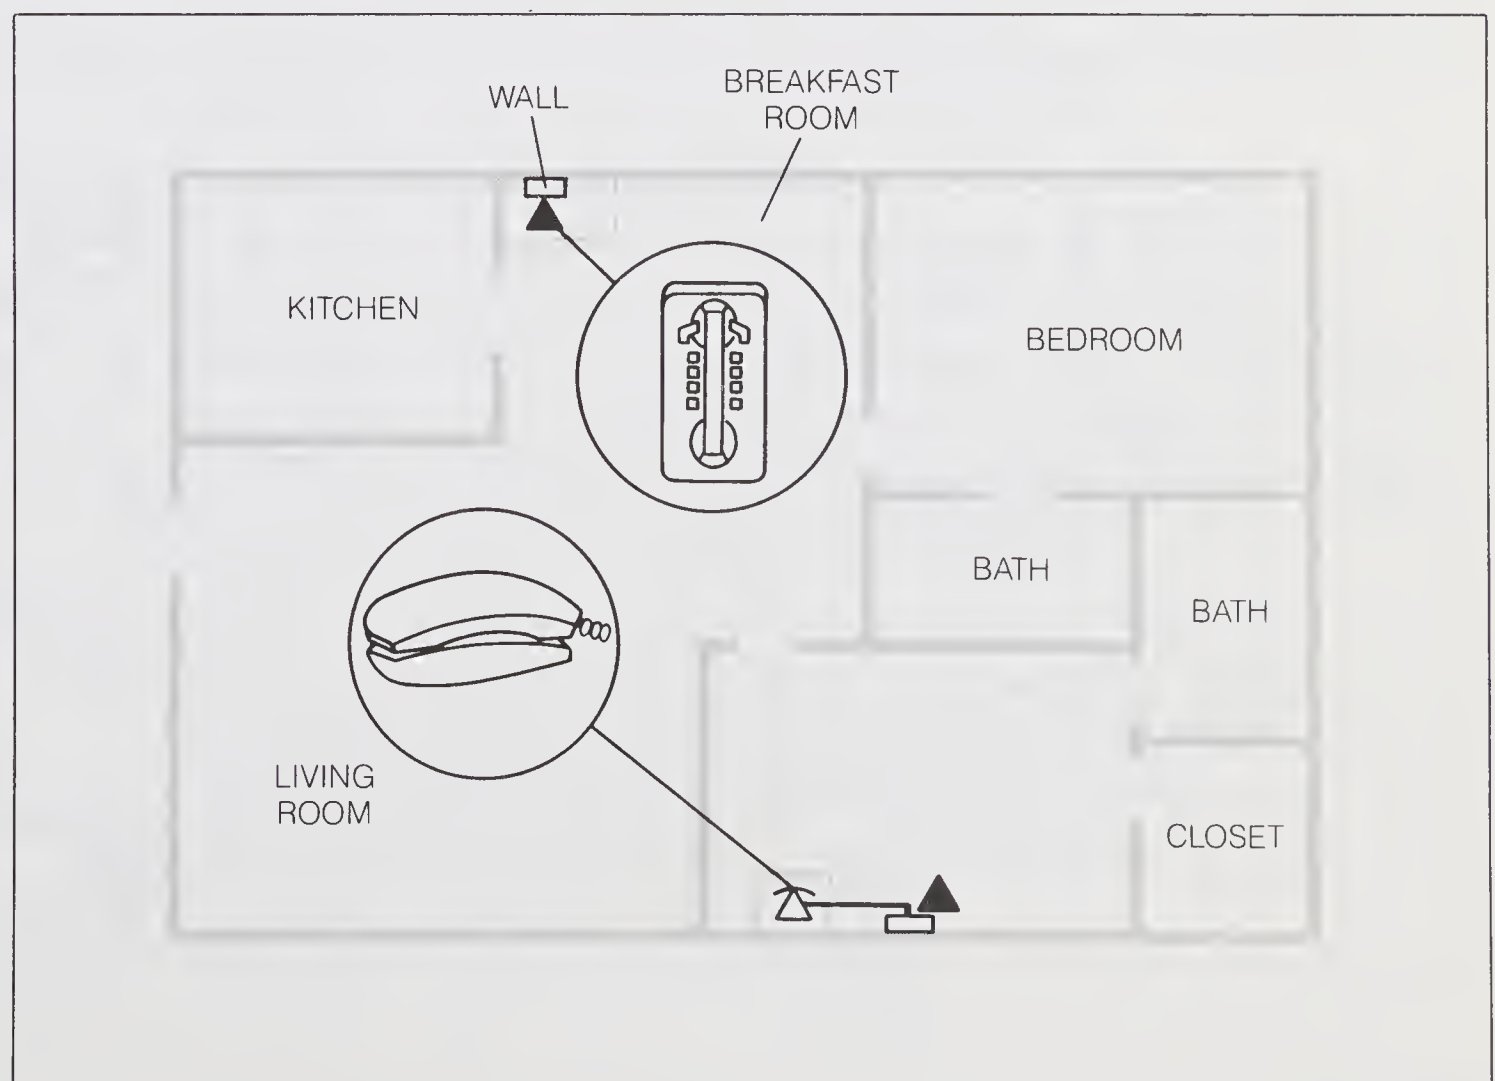 WALL
BREAKFAST
ROOM
KITCHEN
BEDROOM
BATH
BATH
LIVING
ROOM
CLOSET